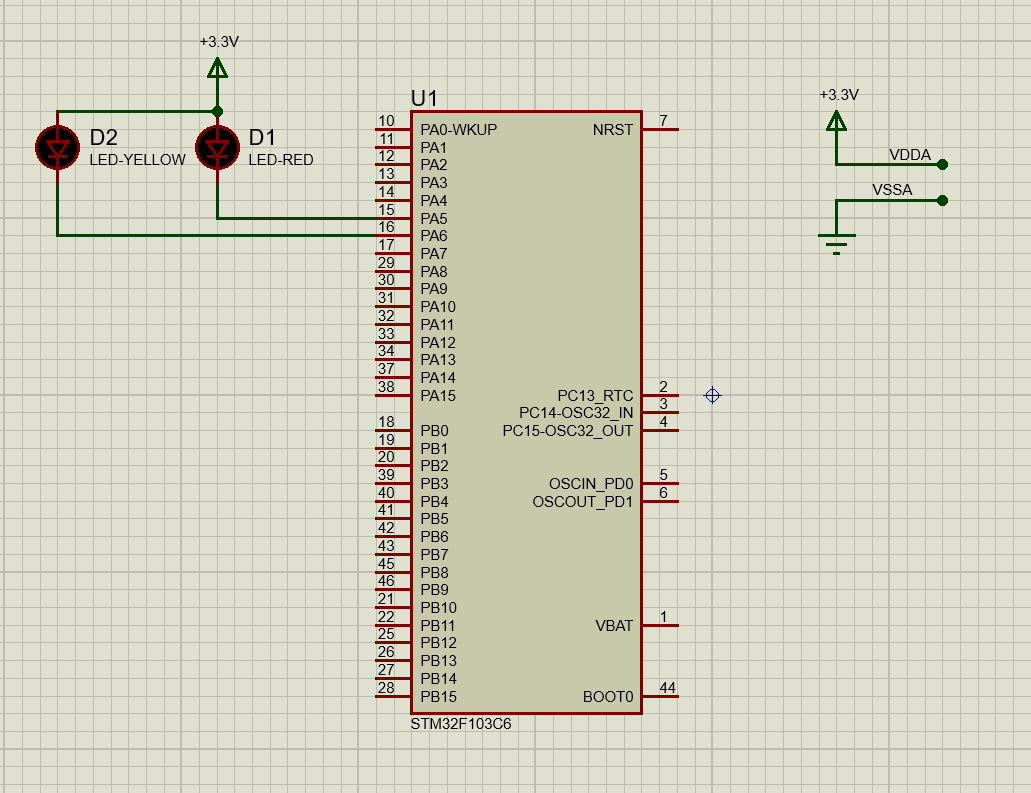 +3.3V
D2
LED-YELLOW
D1
LED-RED
U1
10 PA0-WKUP
11 PA1
12 PA2
13 PA3
14 PA4
15 PA5
16 PA6
17 PA7
29 PA8
30 PA9
31 PA10
32 PA11
33 PA12
34 PA13
37 PA14
38 PA15
18 PB0
19 PB1
20 PB2
39 PB3
40 PB4
41 PB5
42 PB6
43 PB7
45 PB8
46 PB9
21 PB10
22 PB11
25 PB12
26 PB13
27 PB14
28 PB15
NRST 7
PC13_RTC 2
PC14-OSC32_IN 3
PC15-OSC32_OUT 4
OSCIN_PD0 5
OSCOUT_PD1 6
VBAT 1
BOOT0 44
STM32F103C6
+3.3V
VDDA
VSSA